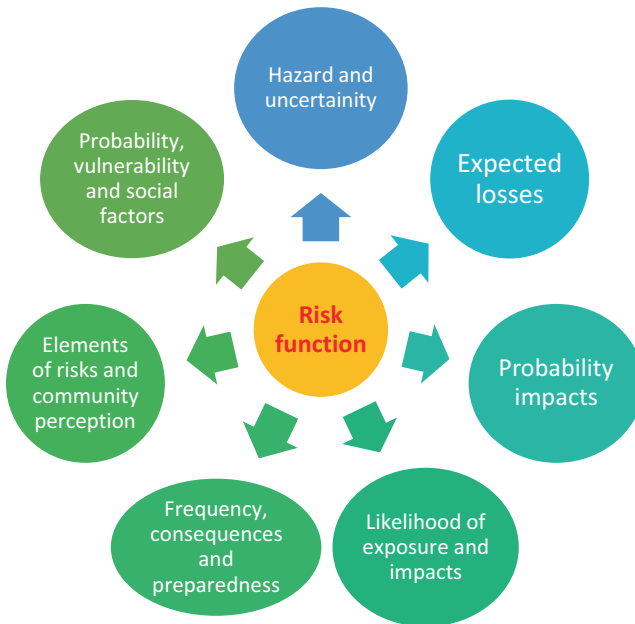 Hazard and
uncertainity
Expected
losses
Probability
impacts
Likelihood of
exposure and
impacts
Frequency,
consequences
and
preparedness
Elements
of risks and
community
perception
Probability,
vulnerability
and social
factors
Risk
function